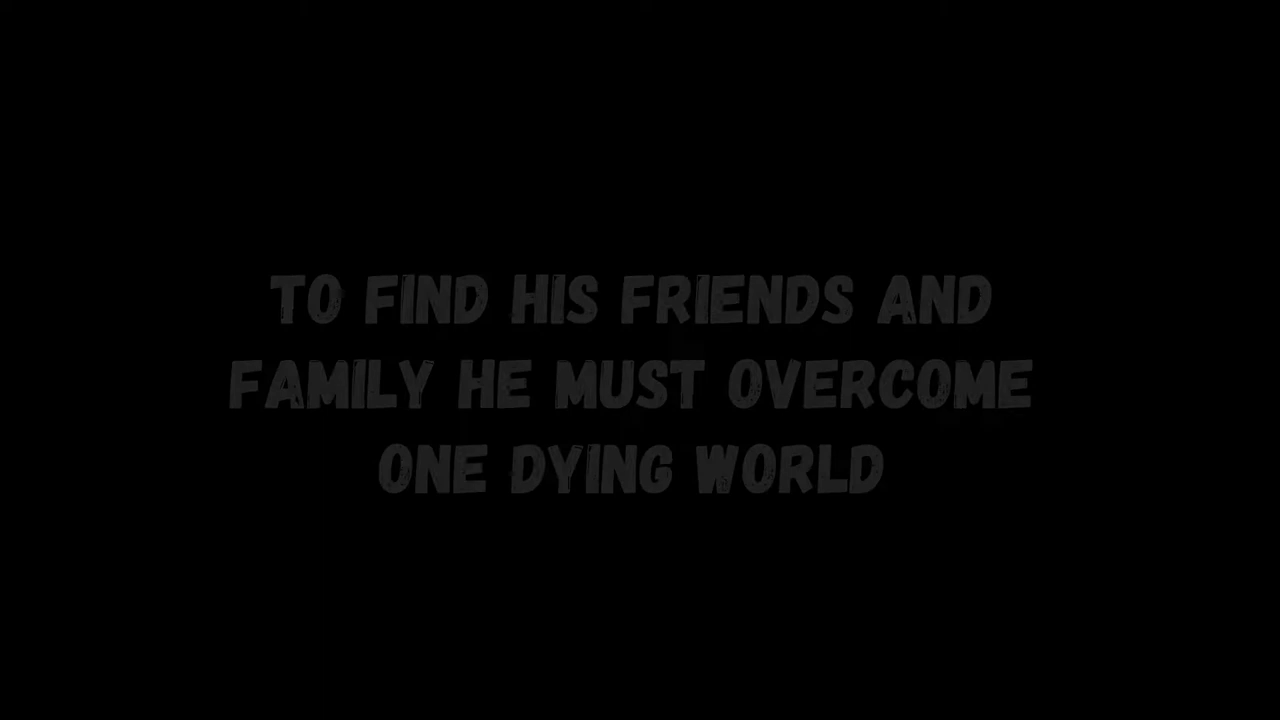 TO FIND HIS FRIENDS AND
FAMILY HE MUST OVERCOME
ONE DYING WORLD